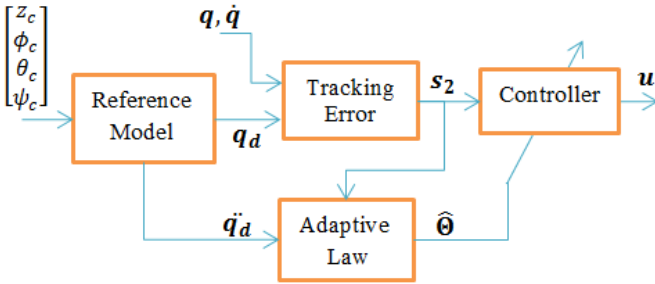 z_c
ϕ_c
θ_c
ψ_c
q, q̇
Reference
Model
q_d
Tracking
Error
s_2
Controller
u
q̈_d
Adaptive
Law
Θ̂